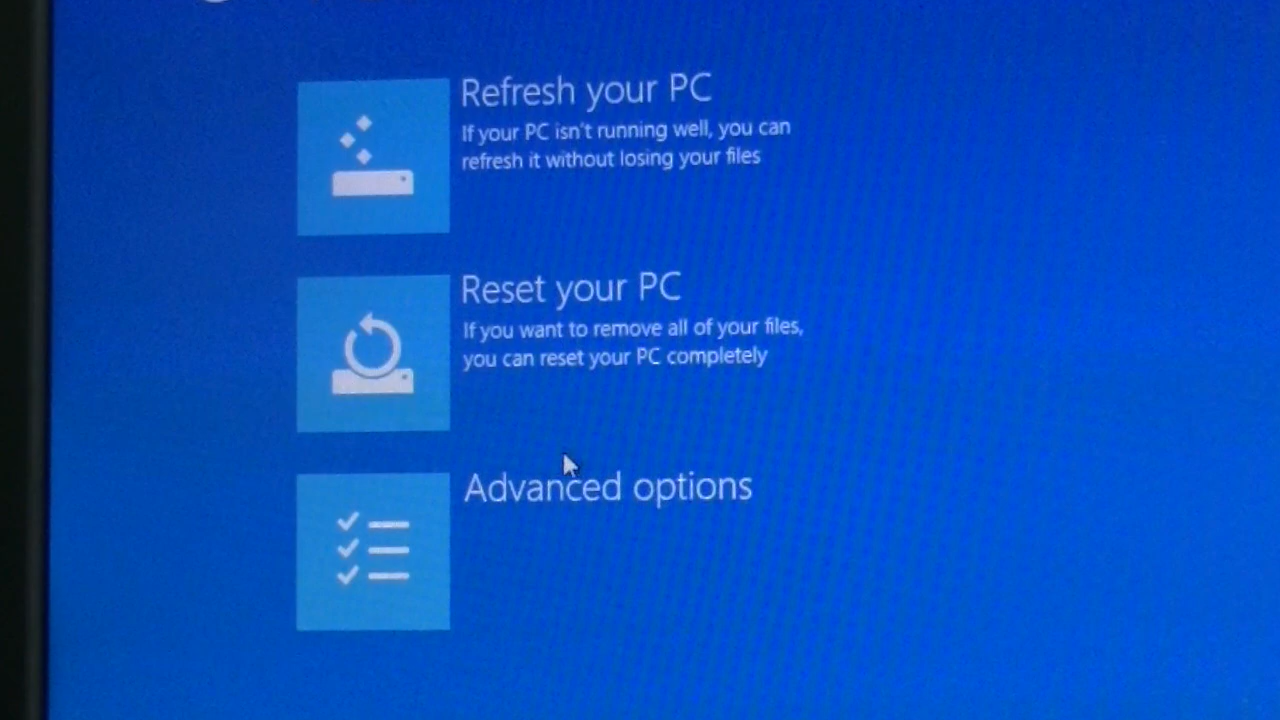 Refresh your PC
If your PC isn't running well, you can
refresh it without losing your files
Reset your PC
If you want to remove all of your files,
you can reset your PC completely
Advanced options